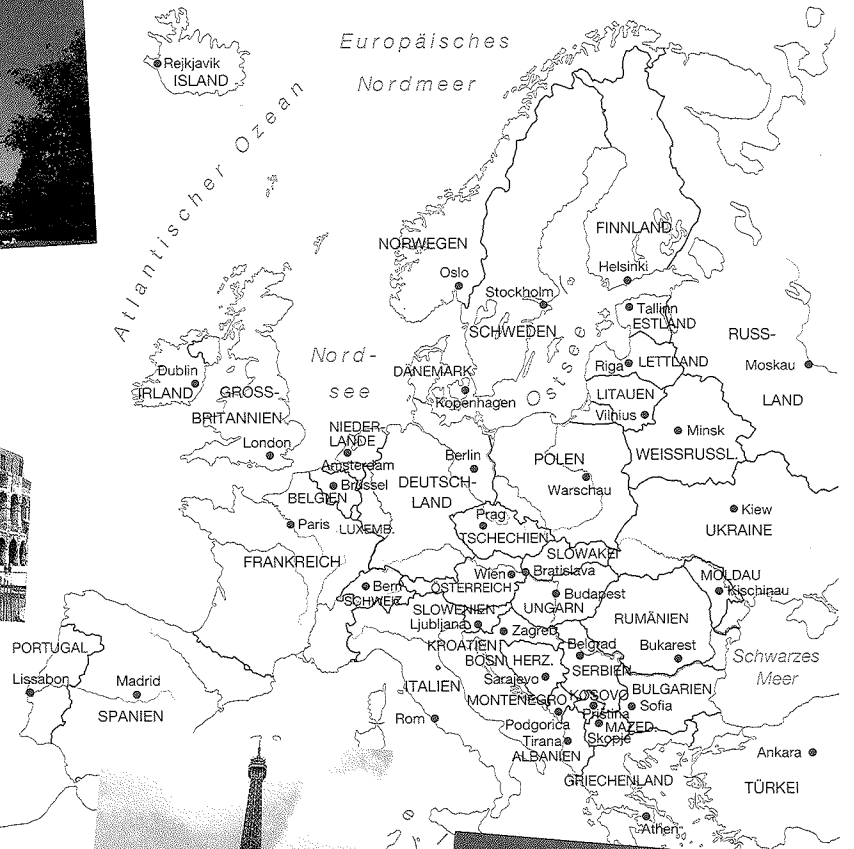 Europäisches
Nordmeer
Rejkjavik
ISLAND
Atlantischer Ozean
FINNLAND
NORWEGEN
Helsinki
Oslo
Stockholm
Tallinn
ESTLAND
SCHWEDEN
RUSS-
LAND
Nord-
see
Ostsee
Dublin
IRLAND
GROSS-
BRITANNIEN
London
DÄNEMARK
Kopenhagen
Riga
LETTLAND
Moskau
LITAUEN
Vilnius
Minsk
WEISSRUSSL.
NIEDER-
LANDE
Amsterdam
Berlin
DEUTSCH-
LAND
POLEN
Warschau
Brüssel
BELGIEN
LUXEMB.
Paris
FRANKREICH
Prag
TSCHECHIEN
SLOWAKEI
Kiew
UKRAINE
Bern
SCHWEIZ
Wien
ÖSTERREICH
Bratislava
Budapest
UNGARN
MOLDAU
Kischinau
SLOWENIEN
Ljubljana
Zagreb
KROATIEN
RUMÄNIEN
Bukarest
PORTUGAL
Lissabon
Madrid
SPANIEN
ITALIEN
Rom
BOSN. HERZ.
Sarajevo
Belgrad
SERBIEN
Schwarzes
Meer
MONTENEGRO
Podgorica
KOSOVO
Pristina
BULGARIEN
Sofia
MAZED.
Skopje
Tirana
ALBANIEN
GRIECHENLAND
Athen
Ankara
TÜRKEI